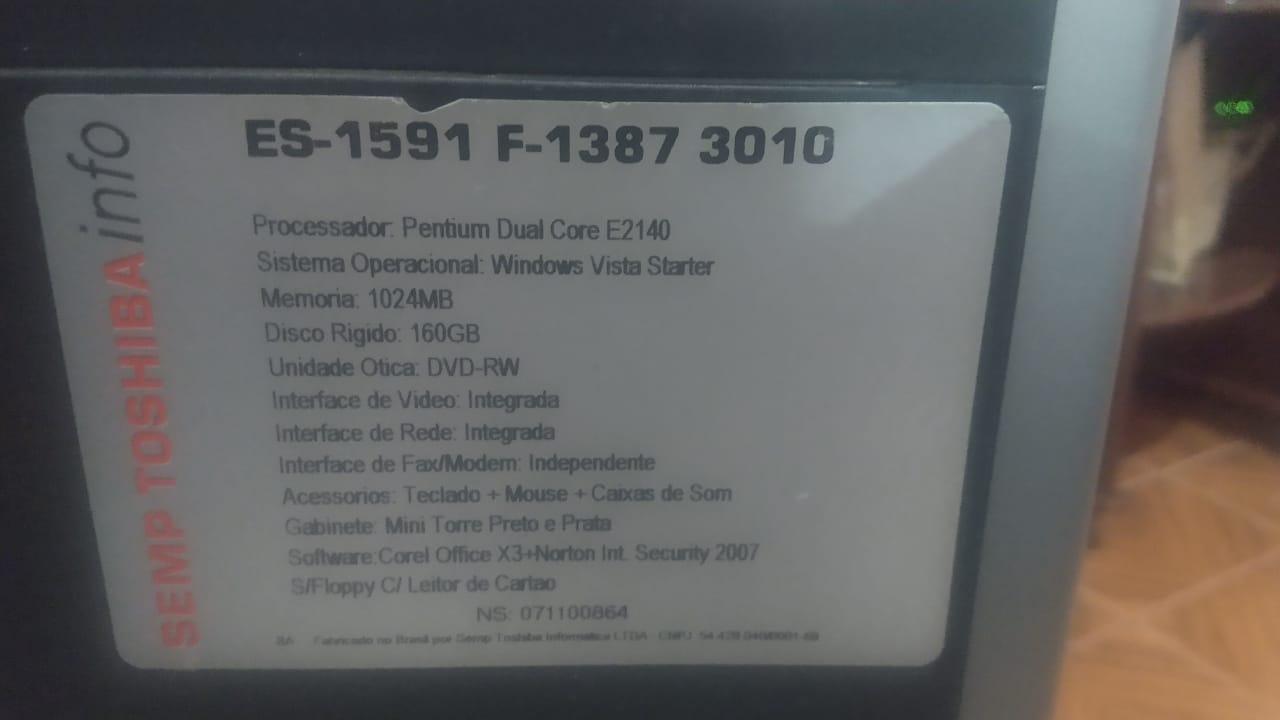 SEMP TOSHIBA info
ES-1591 F-1387 3010
Processador: Pentium Dual Core E2140
Sistema Operacional: Windows Vista Starter
Memoria: 1024MB
Disco Rigido: 160GB
Unidade Otica: DVD-RW
Interface de Video: Integrada
Interface de Rede: Integrada
Interface de Fax/Modem: Independente
Acessorios: Teclado + Mouse + Caixas de Som
Gabinete: Mini Torre Preto e Prata
Software:Corel Office X3+Norton Int. Security 2007
S/Floppy C/ Leitor de Cartao
NS: 071100864
Fabricado no Brasil por Semp Toshiba Informatica LTDA CNPJ